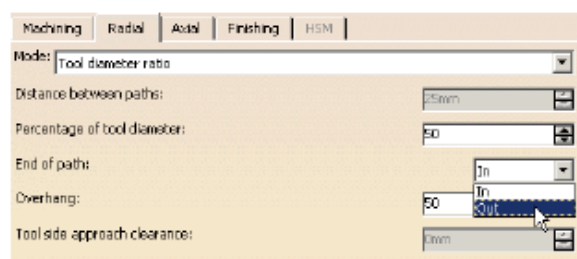 Machining Radial Axial Finishing HSM
Mode: Tool diameter ratio
Distance between paths: 25mm
Percentage of tool diameter: 50
End of path: In
In
Overhang: 50 Out
Tool side approach clearance: 0mm